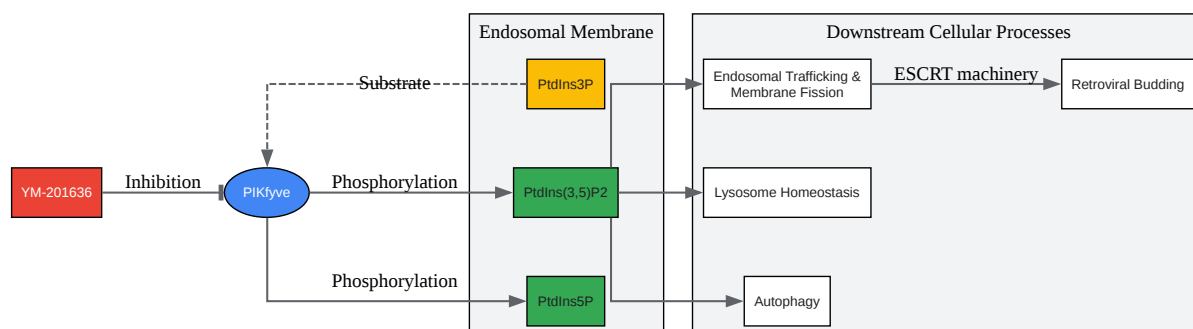 Endosomal Membrane
Downstream Cellular Processes
Substrate
PtdIns3P
Endosomal Trafficking &
Membrane Fission
ESCRT machinery
Retroviral Budding
YM-201636
Inhibition
PIKfyve
Phosphorylation
PtdIns(3,5)P2
Lysosome Homeostasis
Phosphorylation
PtdIns5P
Autophagy